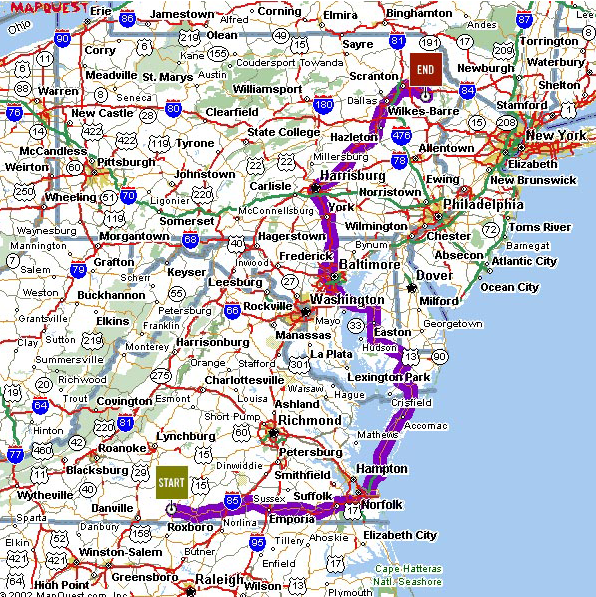 MAPQUEST
Erie
86
Jamestown
Corning
Elmira
Binghamton
87
Ohio
90
Alfred
Andes
Torrington
219
Olean
49
Sayre
81
191
17
209
Corry
6
155
Coudersport
Towanda
Scranton
END
Newburgh
Waterbury
Meadville
St. Marys
Austin
Williamsport
Dallas
84
Shelton
Warren
8
Seneca
80
Clearfield
180
Wilkes-Barre
Stamford
1
76
New Castle
28
State College
Hazleton
476
15
208
New York
McCandless
422
119
Tyrone
78
Allentown
Weirton
60
Pittsburgh
22
Millersburg
Elizabeth
Johnstown
Harrisburg
Ewing
New Brunswick
250
Wheeling
51
70
Ligonier
220
Carlisle
Norristown
Philadelphia
119
Somerset
McConnellsburg
York
Wilmington
Toms River
Waynesburg
Morgantown
68
40
Hagerstown
Bynum
Chester
72
Barnegat
Mannington
Frederick
Absecon
7
Grafton
Keyser
Inwood
Baltimore
Atlantic City
Salem
79
Scherr
Leesburg
27
Dover
Ocean City
Weston
Buckhannon
55
Rockville
Washington
Milford
Grantsville
Elkins
Petersburg
66
Mayo
Georgetown
Clay
Sutton
219
Franklin
Manassas
33
Easton
Summersville
Monterey
Harrisonburg
La Plata
Hudson
13
90
Richwood
Orange
Stafford
301
Lexington Park
19
20
275
Charlottesville
Warsaw
64
Trout
Covington
Esmont
Louisa
Ashland
Hague
Crisfield
Hinton
81
Short Pump
Richmond
Accomac
42
220
Lynchburg
60
Mathews
77
460
Roanoke
15
Petersburg
11
Blacksburg
29
START
Dinwiddie
Smithfield
Hampton
Wytheville
40
15
85
Sussex
Suffolk
Norfolk
Sparta
Danville
17
Danbury
158
Roxboro
Norlina
Emporia
Elizabeth City
Elkin
52
Butner
95
Tillery
Ahoskie
421
Winston-Salem
Enfield
17
Cape-Hatteras
64
High Point
Greensboro
Raleigh
Wilson
13
Plymouth
Natl. Seashore
©2002 MapQuest.com, Inc.